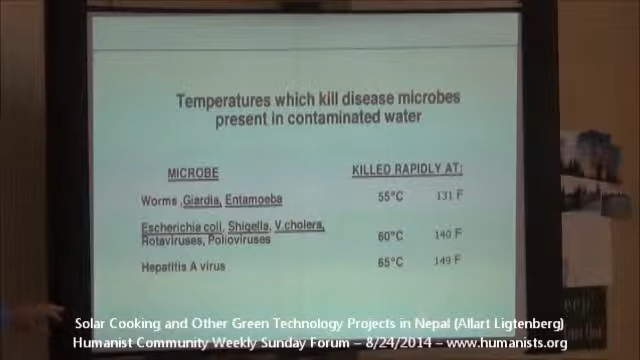 Temperatures which kill disease microbes
present in contaminated water
MICROBE KILLED RAPIDLY AT:
Worms ,Giardia, Entamoeba 55°C 131 F
Escherichia coli, Shigella, V.cholera,
Rotaviruses, Polioviruses 60°C 140 F
Hepatitis A virus 65°C 149 F
Solar Cooking and Other Green Technology Projects in Nepal (Allart Ligtenberg)
Humanist Community Weekly Sunday Forum – 8/24/2014 – www.humanists.org